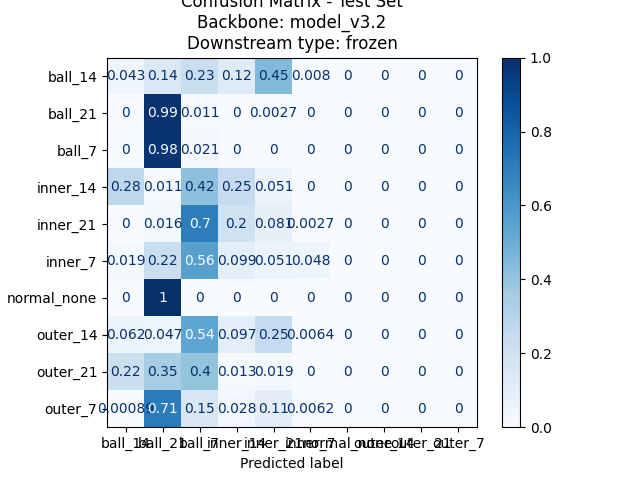 Confusion Matrix - Test Set
Backbone: model_v3.2
Downstream type: frozen
ball_14 0.043 0.14 0.23 0.12 0.45 0.008 0 0 0 0 1.0
ball_21 0 0.99 0.011 0 0.0027 0 0 0 0 0
ball_7 0 0.98 0.021 0 0 0 0 0 0 0 0.8
inner_14 0.28 0.011 0.42 0.25 0.051 0 0 0 0 0
inner_21 0 0.016 0.7 0.2 0.081 0.0027 0 0 0 0 0.6
inner_7 0.019 0.22 0.56 0.099 0.051 0.048 0 0 0 0
normal_none 0 1 0 0 0 0 0 0 0 0 0.4
outer_14 0.062 0.047 0.54 0.097 0.25 0.0064 0 0 0 0
outer_21 0.22 0.35 0.4 0.013 0.019 0 0 0 0 0 0.2
outer_7 0.71 0.15 0.028 0.11 0.0062 0 0 0 0 0.0
ball_14 ball_21 ball_7 inner_14 inner_21 inner_7 normal_none outer_14 outer_21 outer_7
Predicted label